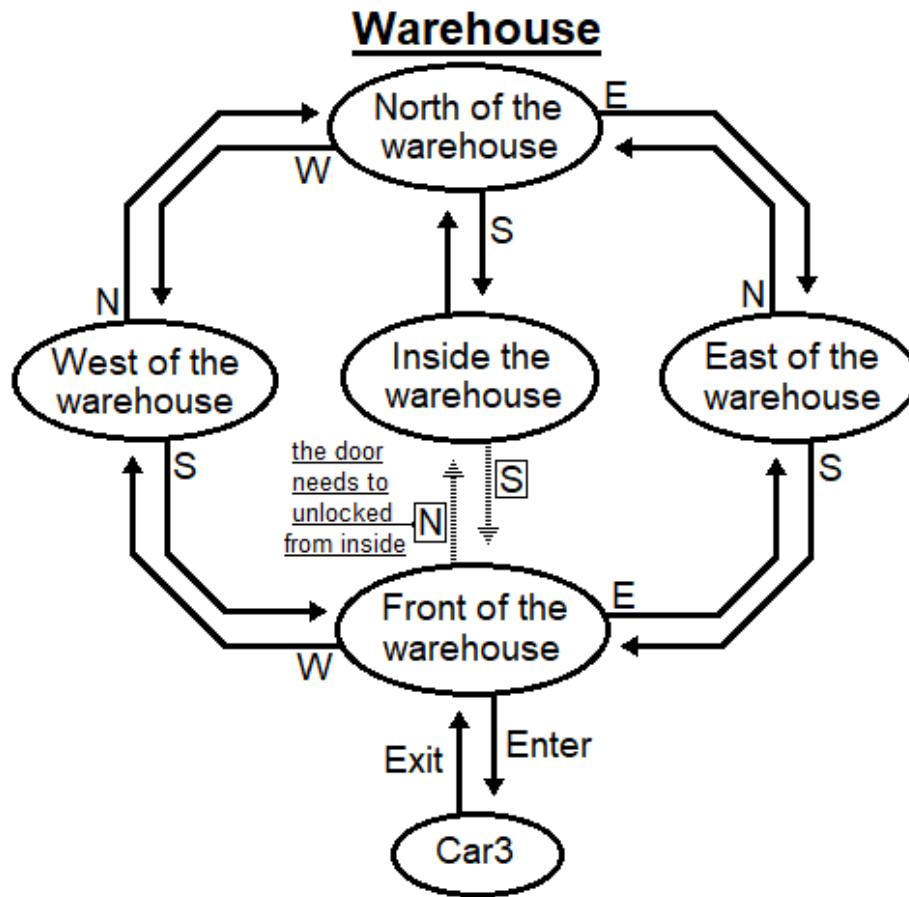 Warehouse
North of the
warehouse
E
W
S
N
N
West of the
warehouse
Inside the
warehouse
East of the
warehouse
S
the door
needs to
unlocked
from inside
N
S
S
Front of the
warehouse
E
W
Exit
Enter
Car3